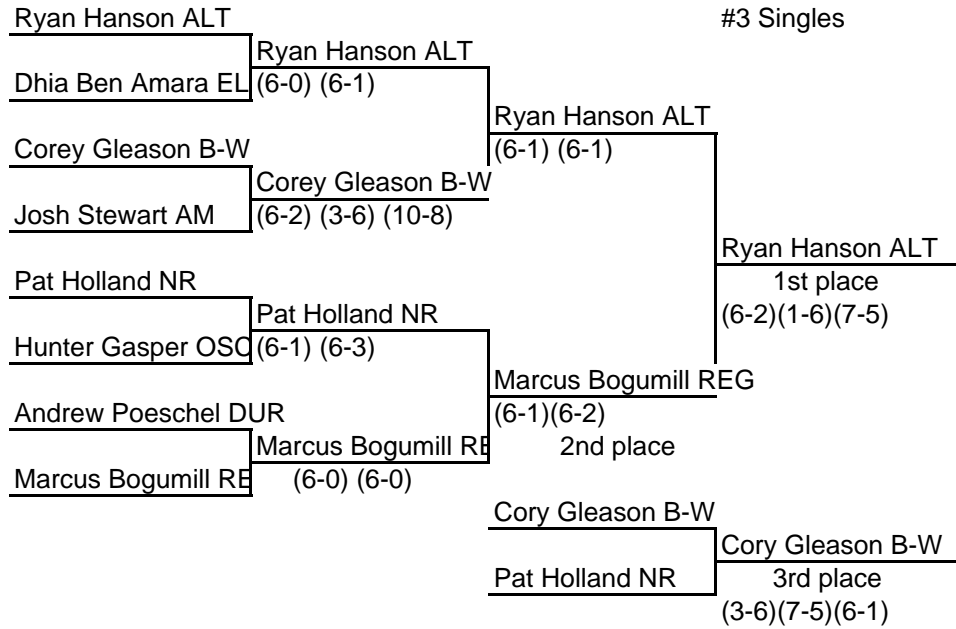 Ryan Hanson ALT
#3 Singles
Ryan Hanson ALT
Dhia Ben Amara EL
(6-0) (6-1)
Ryan Hanson ALT
Corey Gleason B-W
(6-1) (6-1)
Corey Gleason B-W
Josh Stewart AM
(6-2) (3-6) (10-8)
Ryan Hanson ALT
Pat Holland NR
1st place
Pat Holland NR
(6-2)(1-6)(7-5)
Hunter Gasper OSC
(6-1) (6-3)
Marcus Bogumill REG
Andrew Poeschel DUR
(6-1)(6-2)
Marcus Bogumill RE
2nd place
Marcus Bogumill RE
(6-0) (6-0)
Cory Gleason B-W
Cory Gleason B-W
Pat Holland NR
3rd place
(3-6)(7-5)(6-1)